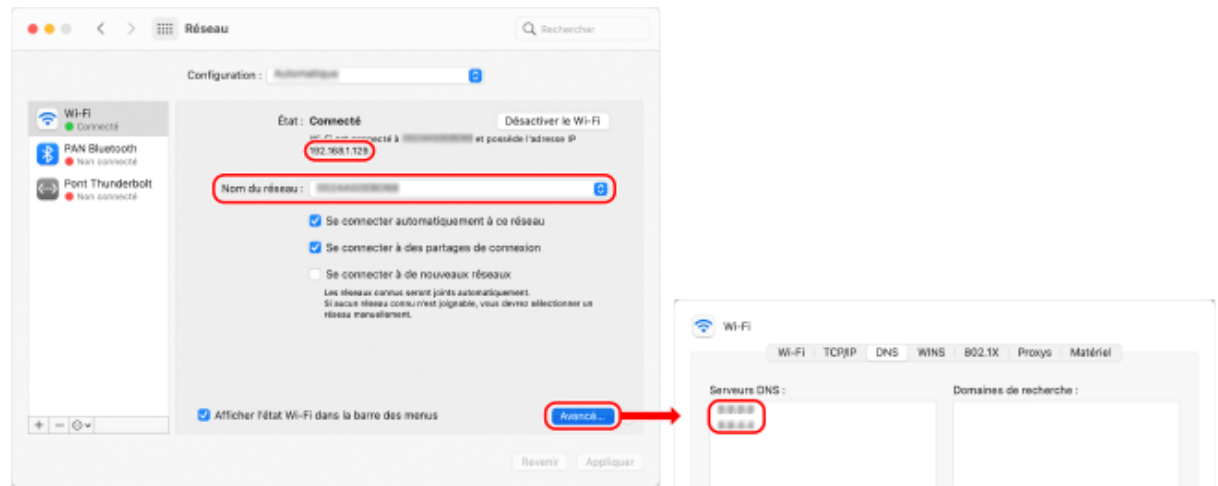 Réseau
Rechercher
Configuration :
Wi-Fi
Connecté
PAN Bluetooth
Non connecté
Pont Thunderbolt
Non connecté
État : Connecté
Désactiver le Wi-Fi
Wi-Fi est connecté à et possède l'adresse IP
192.168.1.129
Nom du réseau :
Se connecter automatiquement à ce réseau
Se connecter à des partages de connexion
Se connecter à de nouveaux réseaux
Les réseaux connus seront joints automatiquement.
Si aucun réseau connu n'est joignable, vous devrez sélectionner un
réseau manuellement.
Afficher l'état Wi-Fi dans la barre des menus
Avancé...
Revenir Appliquer
Wi-Fi
Wi-Fi TCP/IP DNS WINS 802.1X Proxys Matériel
Serveurs DNS :
Domaines de recherche :